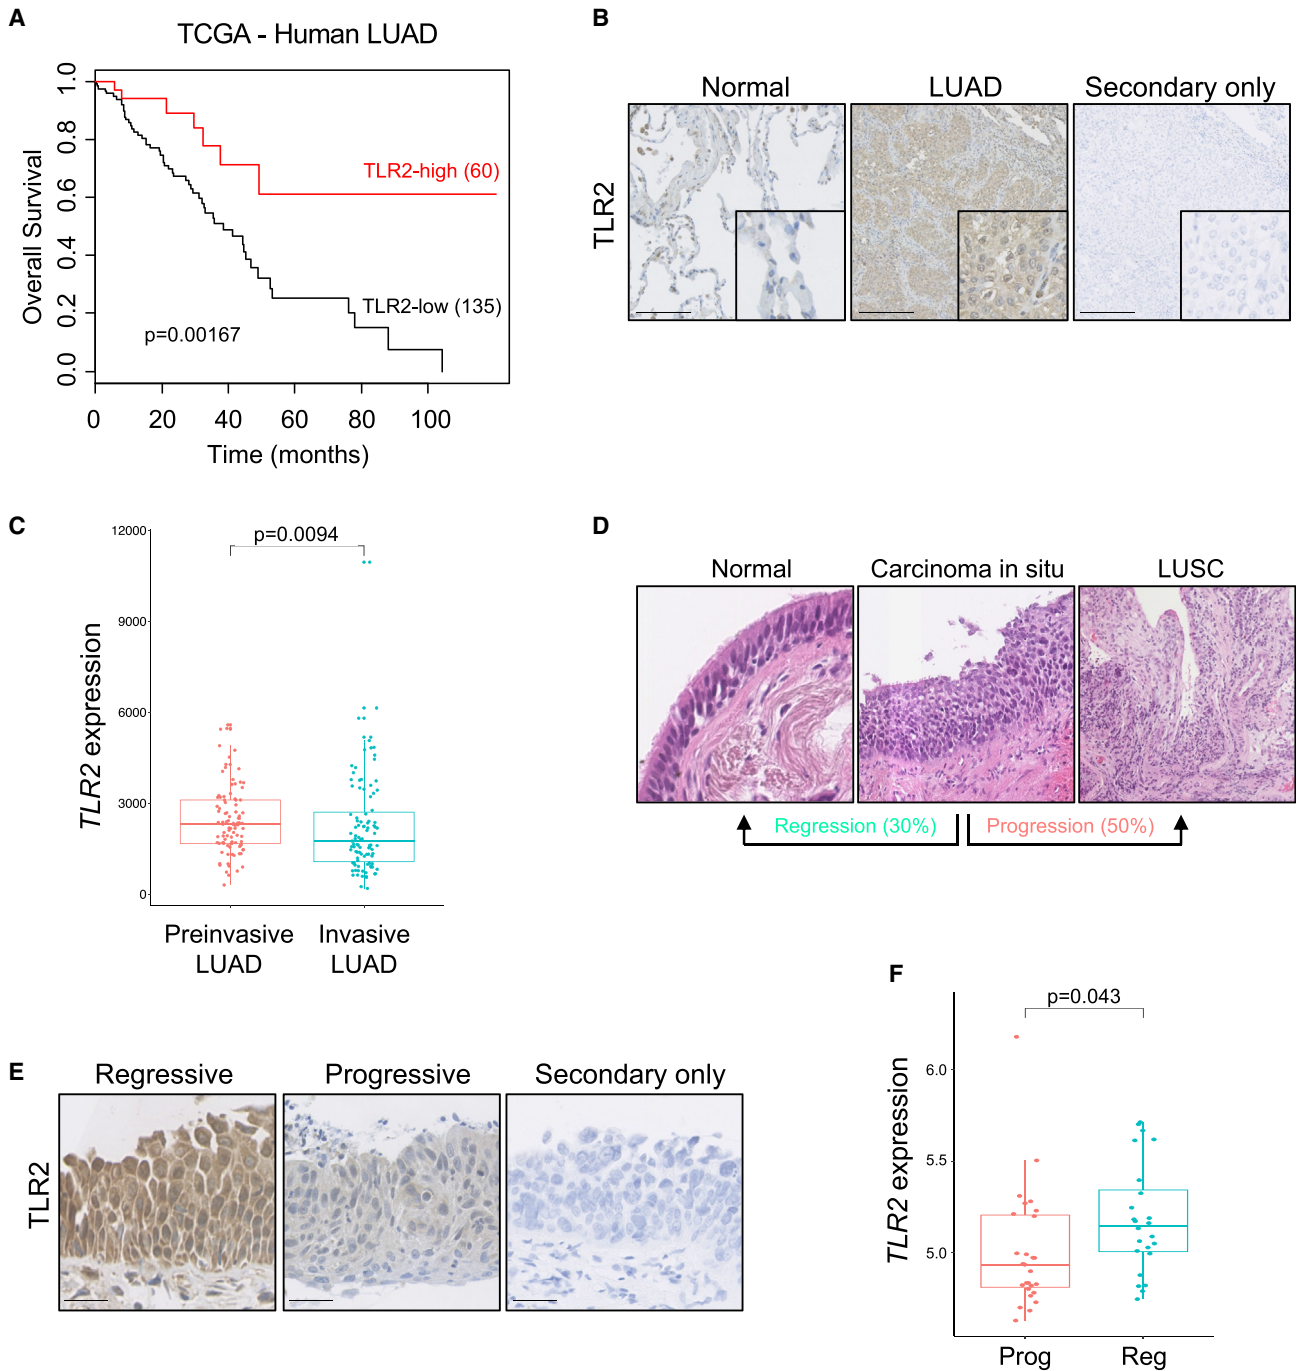 A
TCGA - Human LUAD
Overall Survival
1.0
0.8
0.6
0.4
0.2
0.0
TLR2-high (60)
TLR2-low (135)
p=0.00167
0 20 40 60 80 100
Time (months)
B
Normal LUAD Secondary only
TLR2
C
p=0.0094
TLR2 expression
12000
9000
6000
3000
0
Preinvasive LUAD
Invasive LUAD
D
Normal Carcinoma in situ LUSC
Regression (30%) Progression (50%)
E
Regressive Progressive Secondary only
TLR2
F
p=0.043
TLR2 expression
6.0
5.5
5.0
Prog Reg